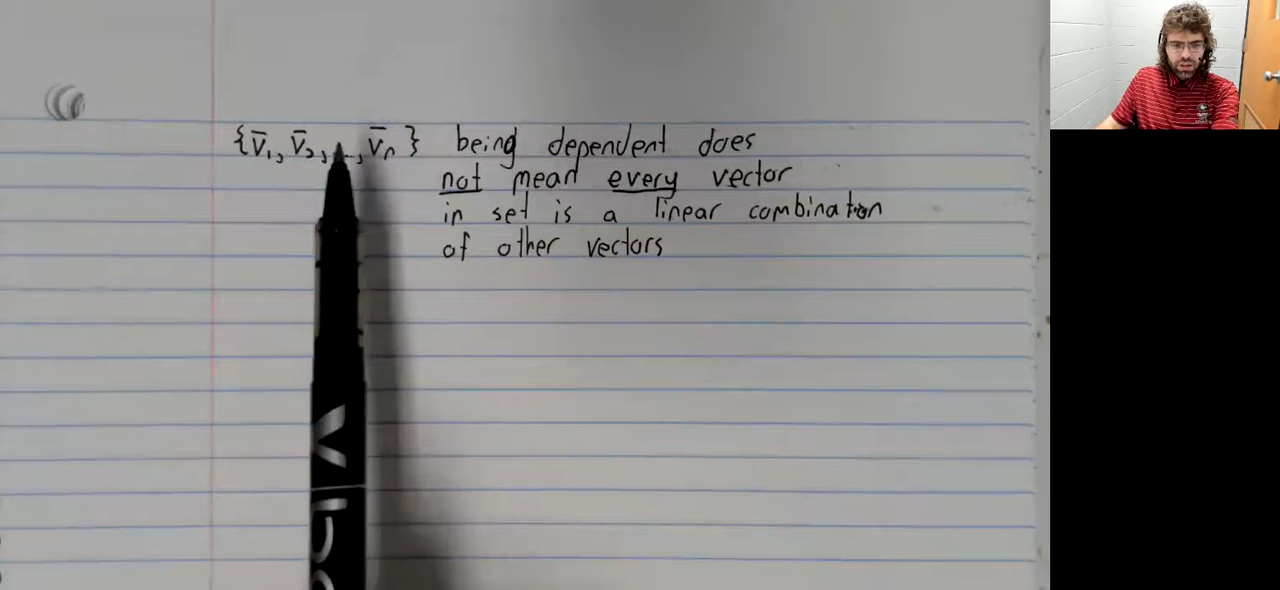 {v̄₁, v̄₂, ..., v̄ₙ} being dependent does
not mean every vector
in set is a linear combination
of other vectors